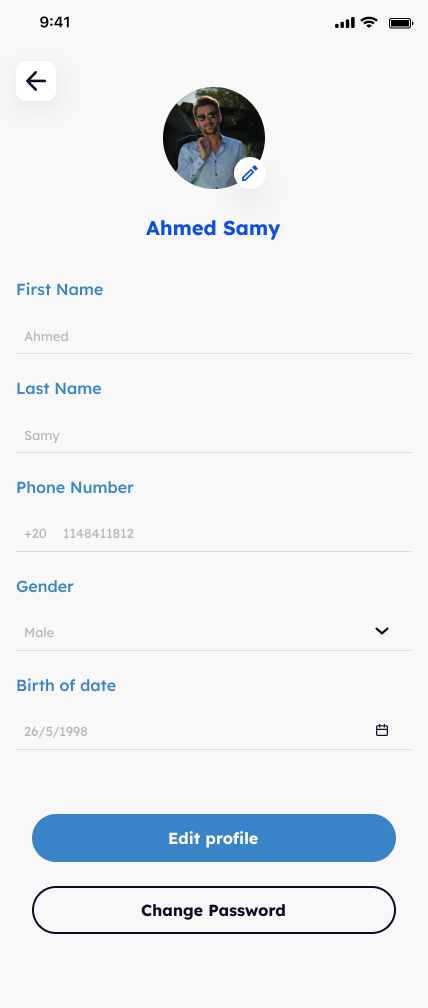 9:41
Ahmed Samy
First Name
Ahmed
Last Name
Samy
Phone Number
+20 1148411812
Gender
Male
Birth of date
26/5/1998
Edit profile
Change Password